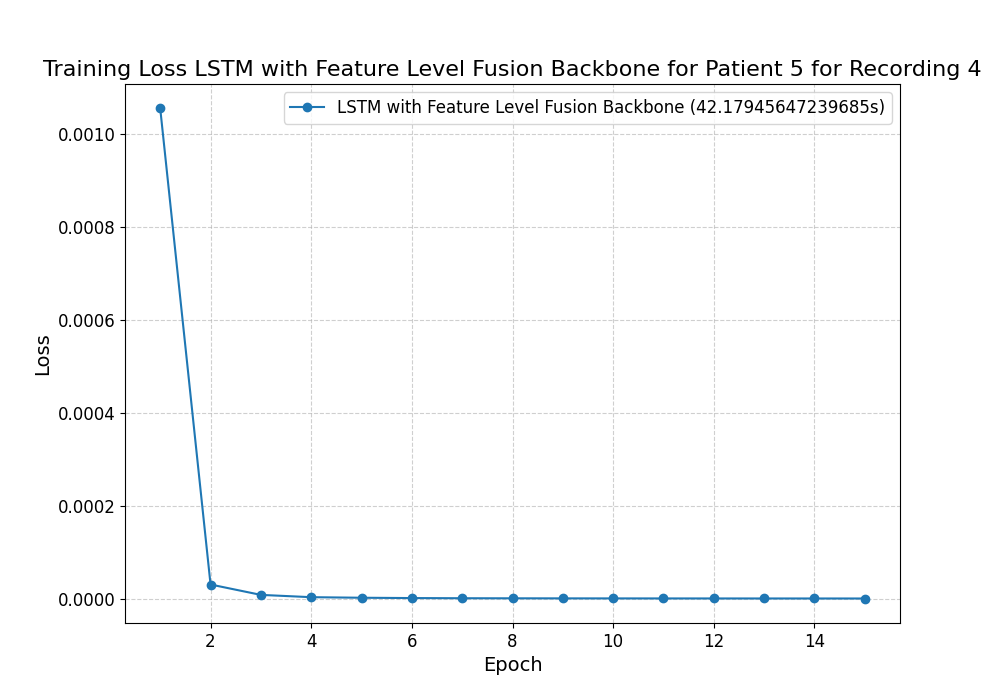 Training Loss LSTM with Feature Level Fusion Backbone for Patient 5 for Recording 4
LSTM with Feature Level Fusion Backbone (42.17945647239685s)
0.0010
0.0008
0.0006
0.0004
0.0002
0.0000
Loss
2 4 6 8 10 12 14
Epoch